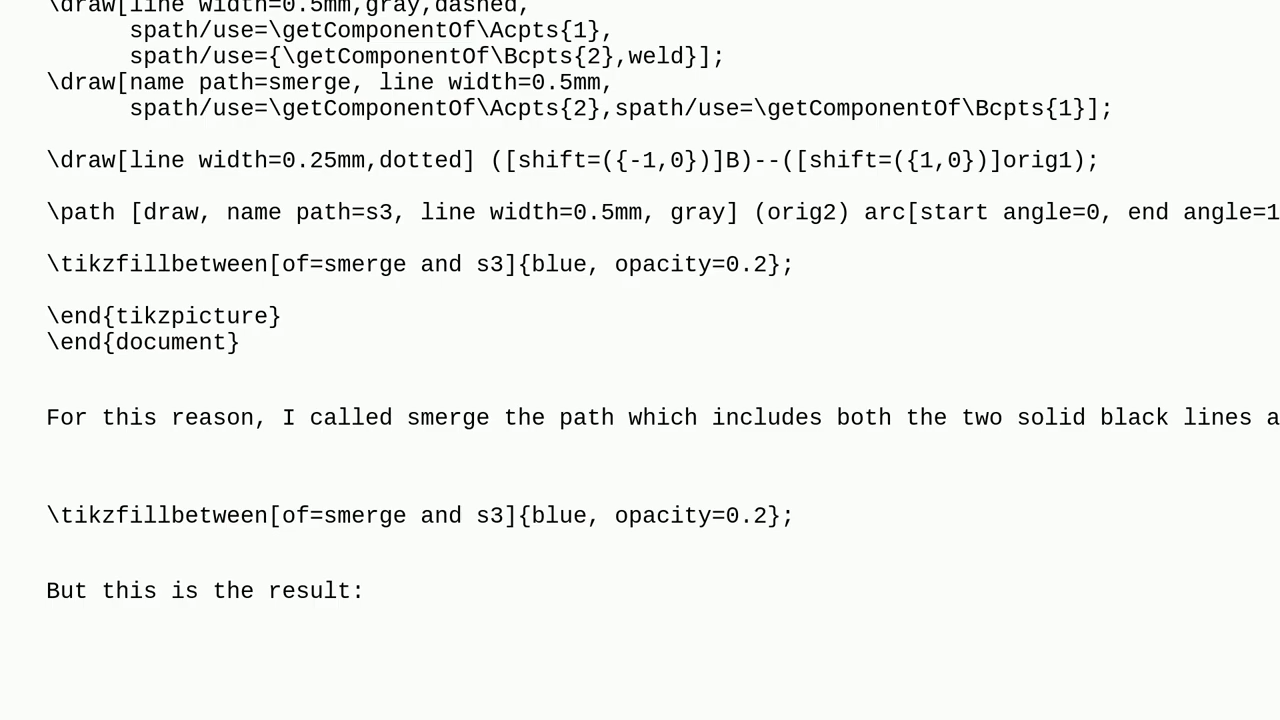 \draw[line width=0.5mm,gray,dashed,
spath/use=\getComponentOf\Acpts{1},
spath/use={\getComponentOf\Bcpts{2},weld}];
\draw[name path=smerge, line width=0.5mm,
spath/use=\getComponentOf\Acpts{2},spath/use=\getComponentOf\Bcpts{1}];
\draw[line width=0.25mm,dotted] ([shift=({-1,0})]B)--([shift=({1,0})]orig1);
\path [draw, name path=s3, line width=0.5mm, gray] (orig2) arc[start angle=0, end angle=1
\tikzfillbetween[of=smerge and s3]{blue, opacity=0.2};
\end{tikzpicture}
\end{document}
For this reason, I called smerge the path which includes both the two solid black lines a
\tikzfillbetween[of=smerge and s3]{blue, opacity=0.2};
But this is the result: